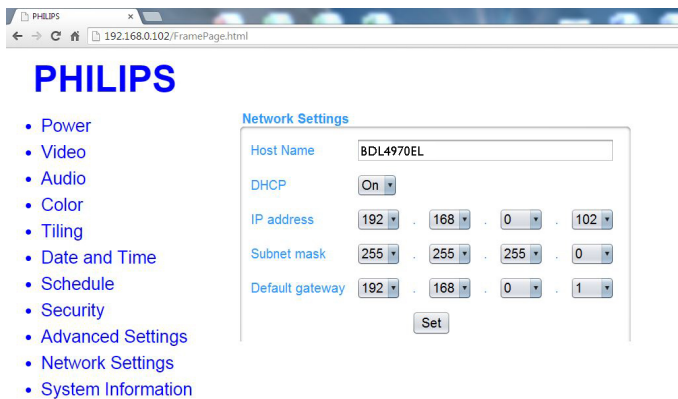 PHILIPS
192.168.0.102/FramePage.html
PHILIPS
Power
Video
Audio
Color
Tiling
Date and Time
Schedule
Security
Advanced Settings
Network Settings
System Information
Network Settings
Host Name BDL4970EL
DHCP On
IP address 192 . 168 . 0 . 102
Subnet mask 255 . 255 . 255 . 0
Default gateway 192 . 168 . 0 . 1
Set